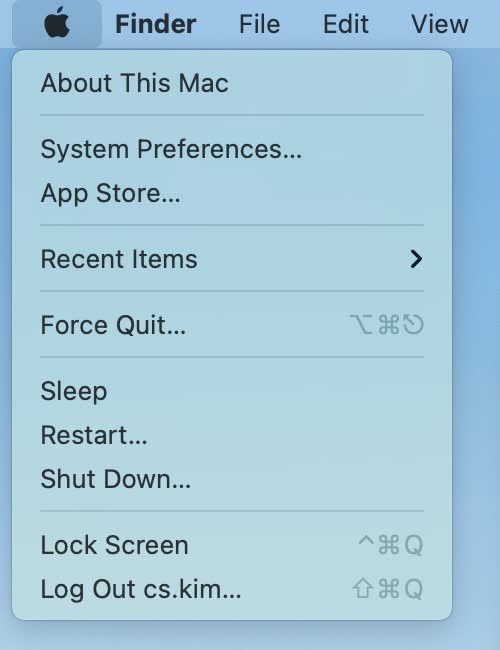 Finder File Edit View
About This Mac
System Preferences...
App Store...
Recent Items
Force Quit... ⌥⌘⎋
Sleep
Restart...
Shut Down...
Lock Screen ^⌘Q
Log Out cs.kim... ⇧⌘Q